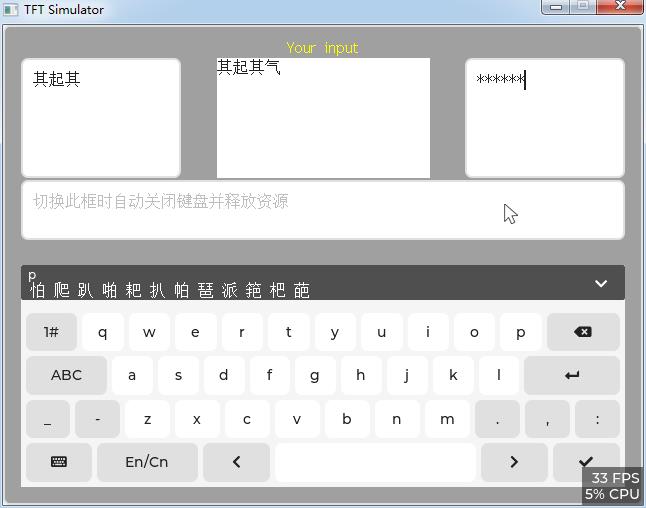 TFT Simulator
Your input
其起其
其起其气
******
切换此框时自动关闭键盘并释放资源
p
怕 爬 趴 啪 耙 扒 帕 琶 派 筢 杷 葩
1# q w e r t y u i o p
ABC a s d f g h j k l
_ - z x c v b n m . , :
En/Cn
33 FPS
5% CPU